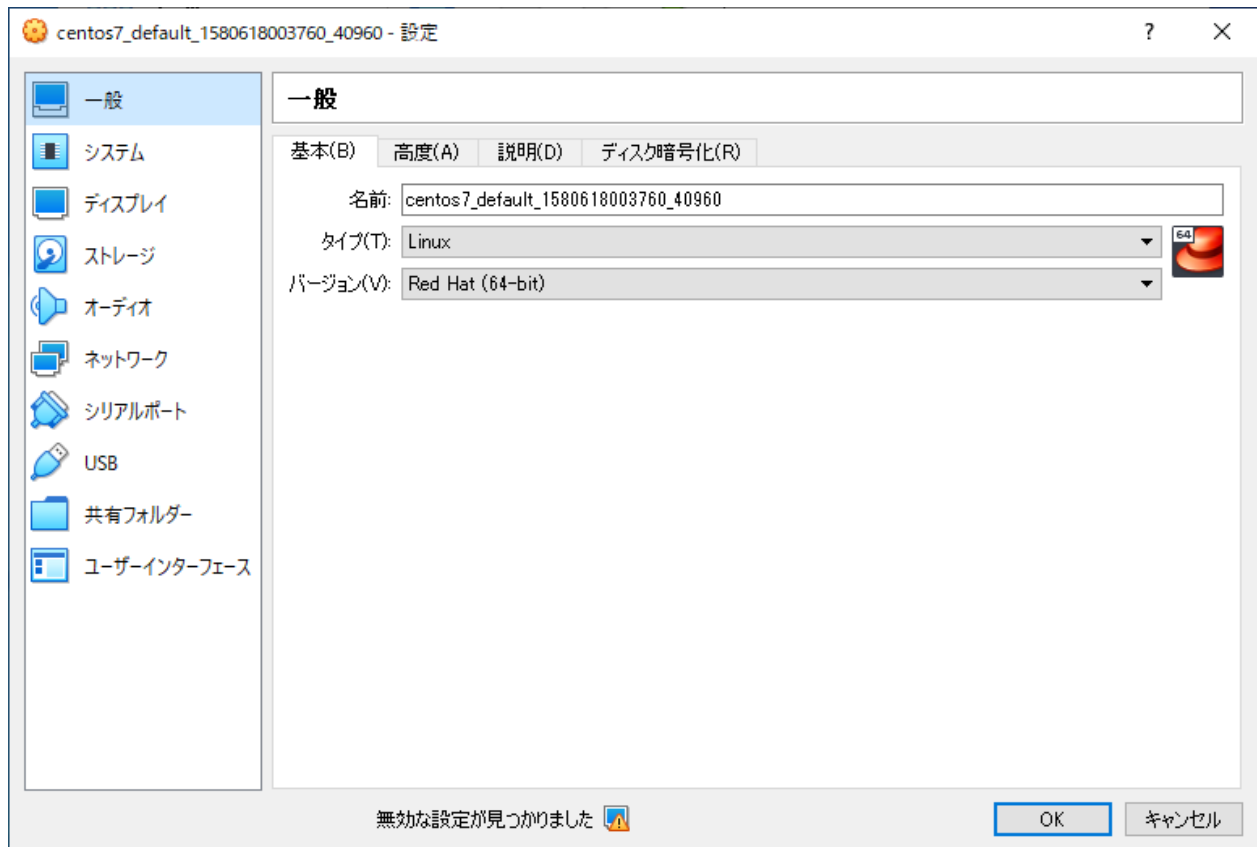 centos7_default_1580618003760_40960 - 設定
?
一般
システム
ディスプレイ
ストレージ
オーディオ
ネットワーク
シリアルポート
USB
共有フォルダー
ユーザーインターフェース
一般
基本(B) 高度(A) 説明(D) ディスク暗号化(R)
名前: centos7_default_1580618003760_40960
タイプ(T): Linux
64
バージョン(V): Red Hat (64-bit)
無効な設定が見つかりました
OK キャンセル